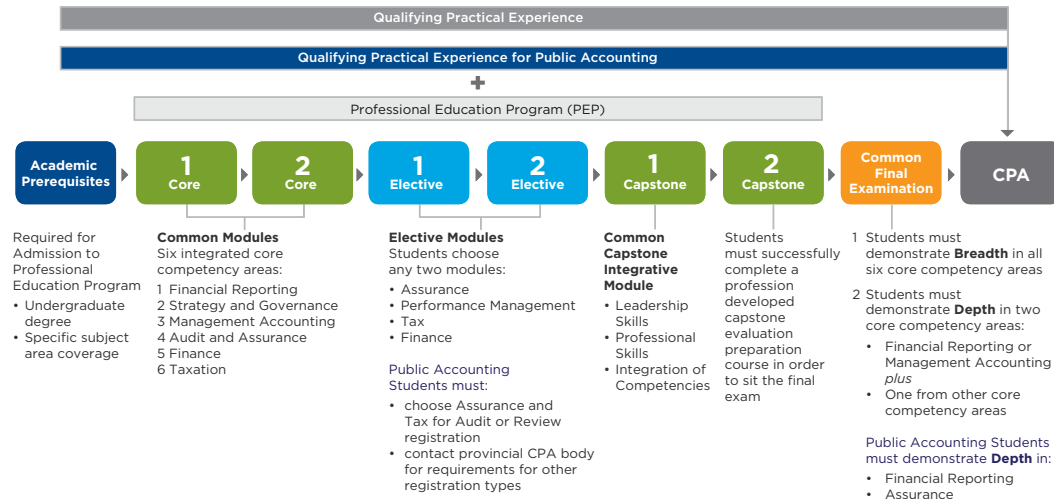 Qualifying Practical Experience
Qualifying Practical Experience for Public Accounting
+
Professional Education Program (PEP)
Academic
Prerequisites
1
Core
2
Core
1
Elective
2
Elective
1
Capstone
2
Capstone
Common
Final
Examination
CPA
Required for
Admission to
Professional
Education Program
• Undergraduate
degree
• Specific subject
area coverage
Common Modules
Six integrated core
competency areas:
1 Financial Reporting
2 Strategy and Governance
3 Management Accounting
4 Audit and Assurance
5 Finance
6 Taxation
Elective Modules
Students choose
any two modules:
• Assurance
• Performance Management
• Tax
• Finance
Public Accounting
Students must:
• choose Assurance and
Tax for Audit or Review
registration
• contact provincial CPA body
for requirements for other
registration types
Common
Capstone
Integrative
Module
• Leadership
Skills
• Professional
Skills
• Integration of
Competencies
Students
must successfully
complete a
profession
developed
capstone
evaluation
preparation
course in order
to sit the final
exam
1 Students must
demonstrate Breadth in all
six core competency areas
2 Students must
demonstrate Depth in two
core competency areas:
• Financial Reporting or
Management Accounting
plus
• One from other core
competency areas
Public Accounting Students
must demonstrate Depth in:
• Financial Reporting
• Assurance